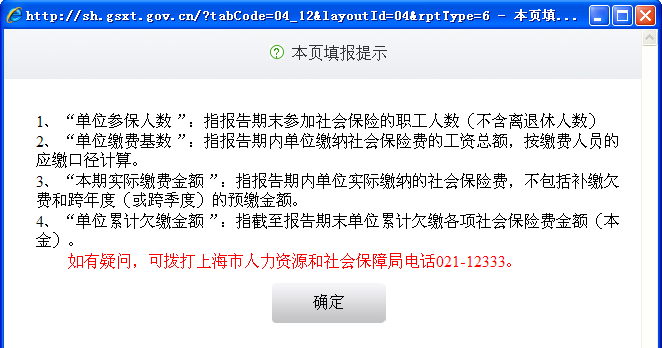 http://sh.gsxt.gov.cn/?tabCode=04_12&layoutId=04&rptType=6 - 本页填...
本页填报提示
1、“单位参保人数 ”：指报告期末参加社会保险的职工人数（不含离退休人数）
2、“单位缴费基数 ”：指报告期内单位缴纳社会保险费的工资总额，按缴费人员的
应缴口径计算。
3、“本期实际缴费金额 ”：指报告期内单位实际缴纳的社会保险费，不包括补缴欠
费和跨年度（或跨季度）的预缴金额。
4、“单位累计欠缴金额 ”：指截至报告期末单位累计欠缴各项社会保险费金额（本
金）。
如有疑问，可拨打上海市人力资源和社会保障局电话021-12333。
确定